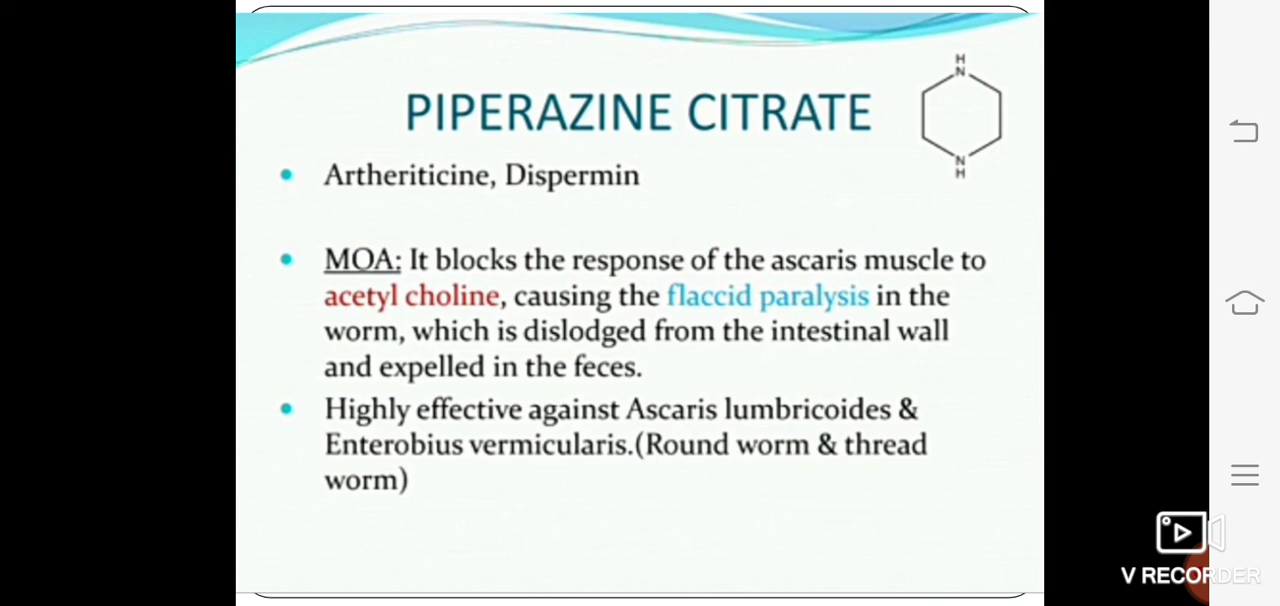 H
N
PIPERAZINE CITRATE
N
H
• Artheriticine, Dispermin
• MOA: It blocks the response of the ascaris muscle to
acetyl choline, causing the flaccid paralysis in the
worm, which is dislodged from the intestinal wall
and expelled in the feces.
• Highly effective against Ascaris lumbricoides &
Enterobius vermicularis.(Round worm & thread
worm)
V RECORDER